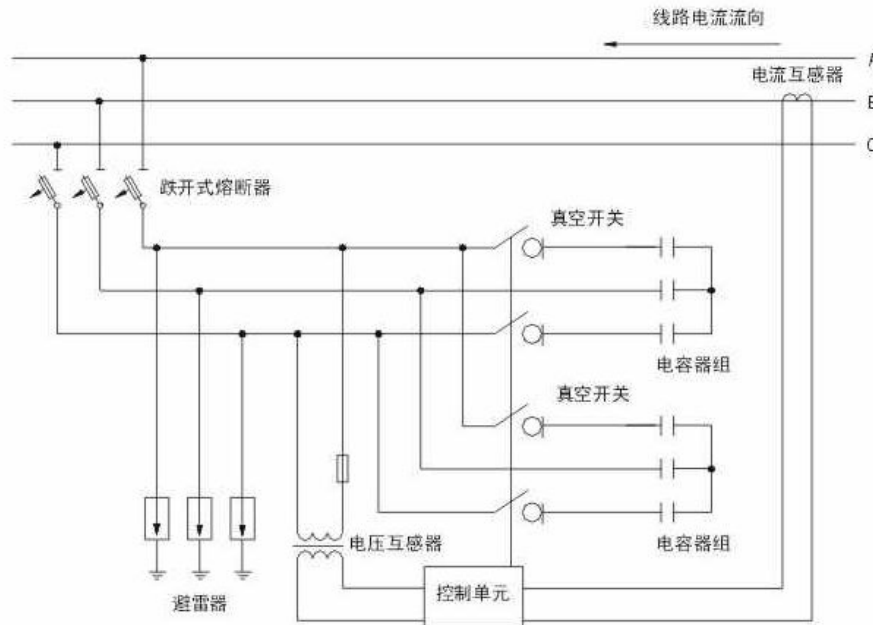 线路电流流向
电流互感器
A
B
C
跌开式熔断器
真空开关
电容器组
真空开关
电容器组
电压互感器
控制单元
避雷器